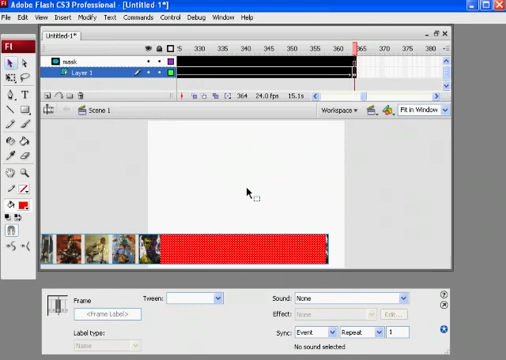 Adobe Flash CS3 Professional - [Untitled-1*]
File Edit View Insert Modify Text Commands Control Debug Window Help
Untitled-1*
330 335 340 345 350 355 360 365 370 375 380
mask
Layer 1
364 24.0 fps 15.1s
Scene 1
Workspace
Fit in Window
Fl
Frame
<Frame Label>
Label type:
Name
Tween:
Sound: None
Effect: None Edit...
Sync: Event Repeat 1
No sound selected